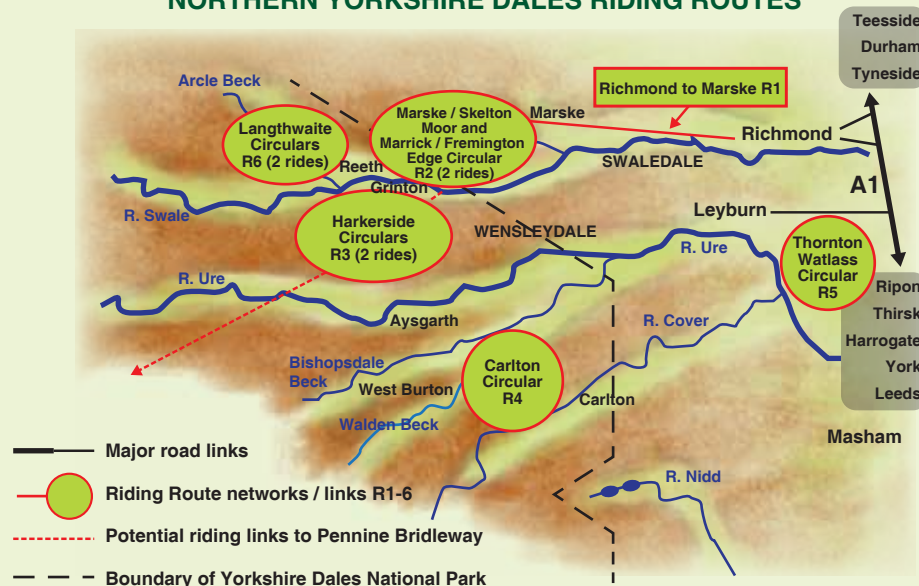 NORTHERN YORKSHIRE DALES RIDING ROUTES
Teesside
Durham
Tyneside
Arcle Beck
Richmond to Marske R1
Marske
Richmond
Langthwaite
Circulars
R6 (2 rides)
Marske / Skelton
Moor and
Marrick / Fremington
Edge Circular
R2 (2 rides)
Reeth
Grinton
SWALEDALE
A1
R. Swale
Harkerside
Circulars
R3 (2 rides)
Leyburn
WENSLEYDALE
R. Ure
Thornton
Watlass
Circular
R5
R. Ure
Ripon
Thirsk
Harrogate
York
Leeds
Aysgarth
R. Cover
Bishopsdale
Beck
West Burton
Carlton
Circular
R4
Carlton
Walden Beck
Masham
R. Nidd
Major road links
Riding Route networks / links R1-6
Potential riding links to Pennine Bridleway
Boundary of Yorkshire Dales National Park